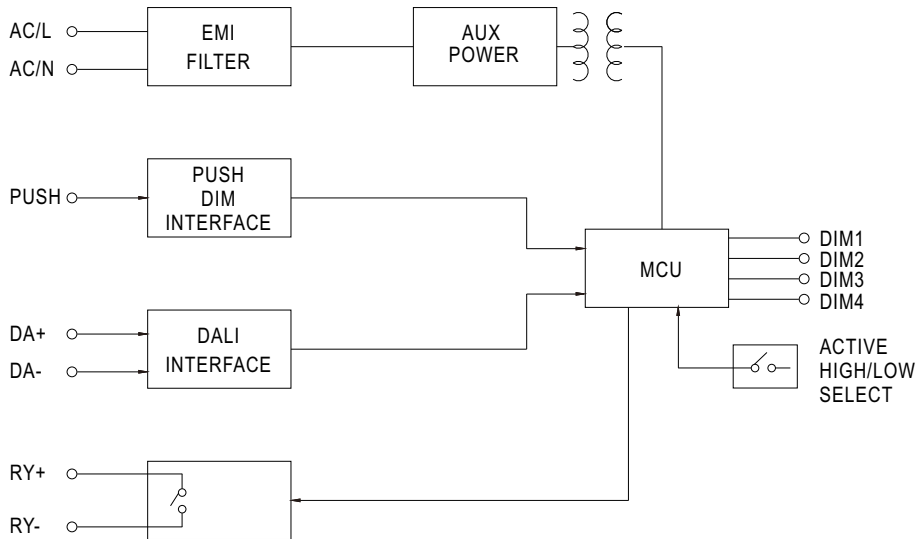 AC/L
AC/N
EMI
FILTER
AUX
POWER
PUSH
PUSH
DIM
INTERFACE
MCU
DIM1
DIM2
DIM3
DIM4
DA+
DA-
DALI
INTERFACE
ACTIVE
HIGH/LOW
SELECT
RY+
RY-